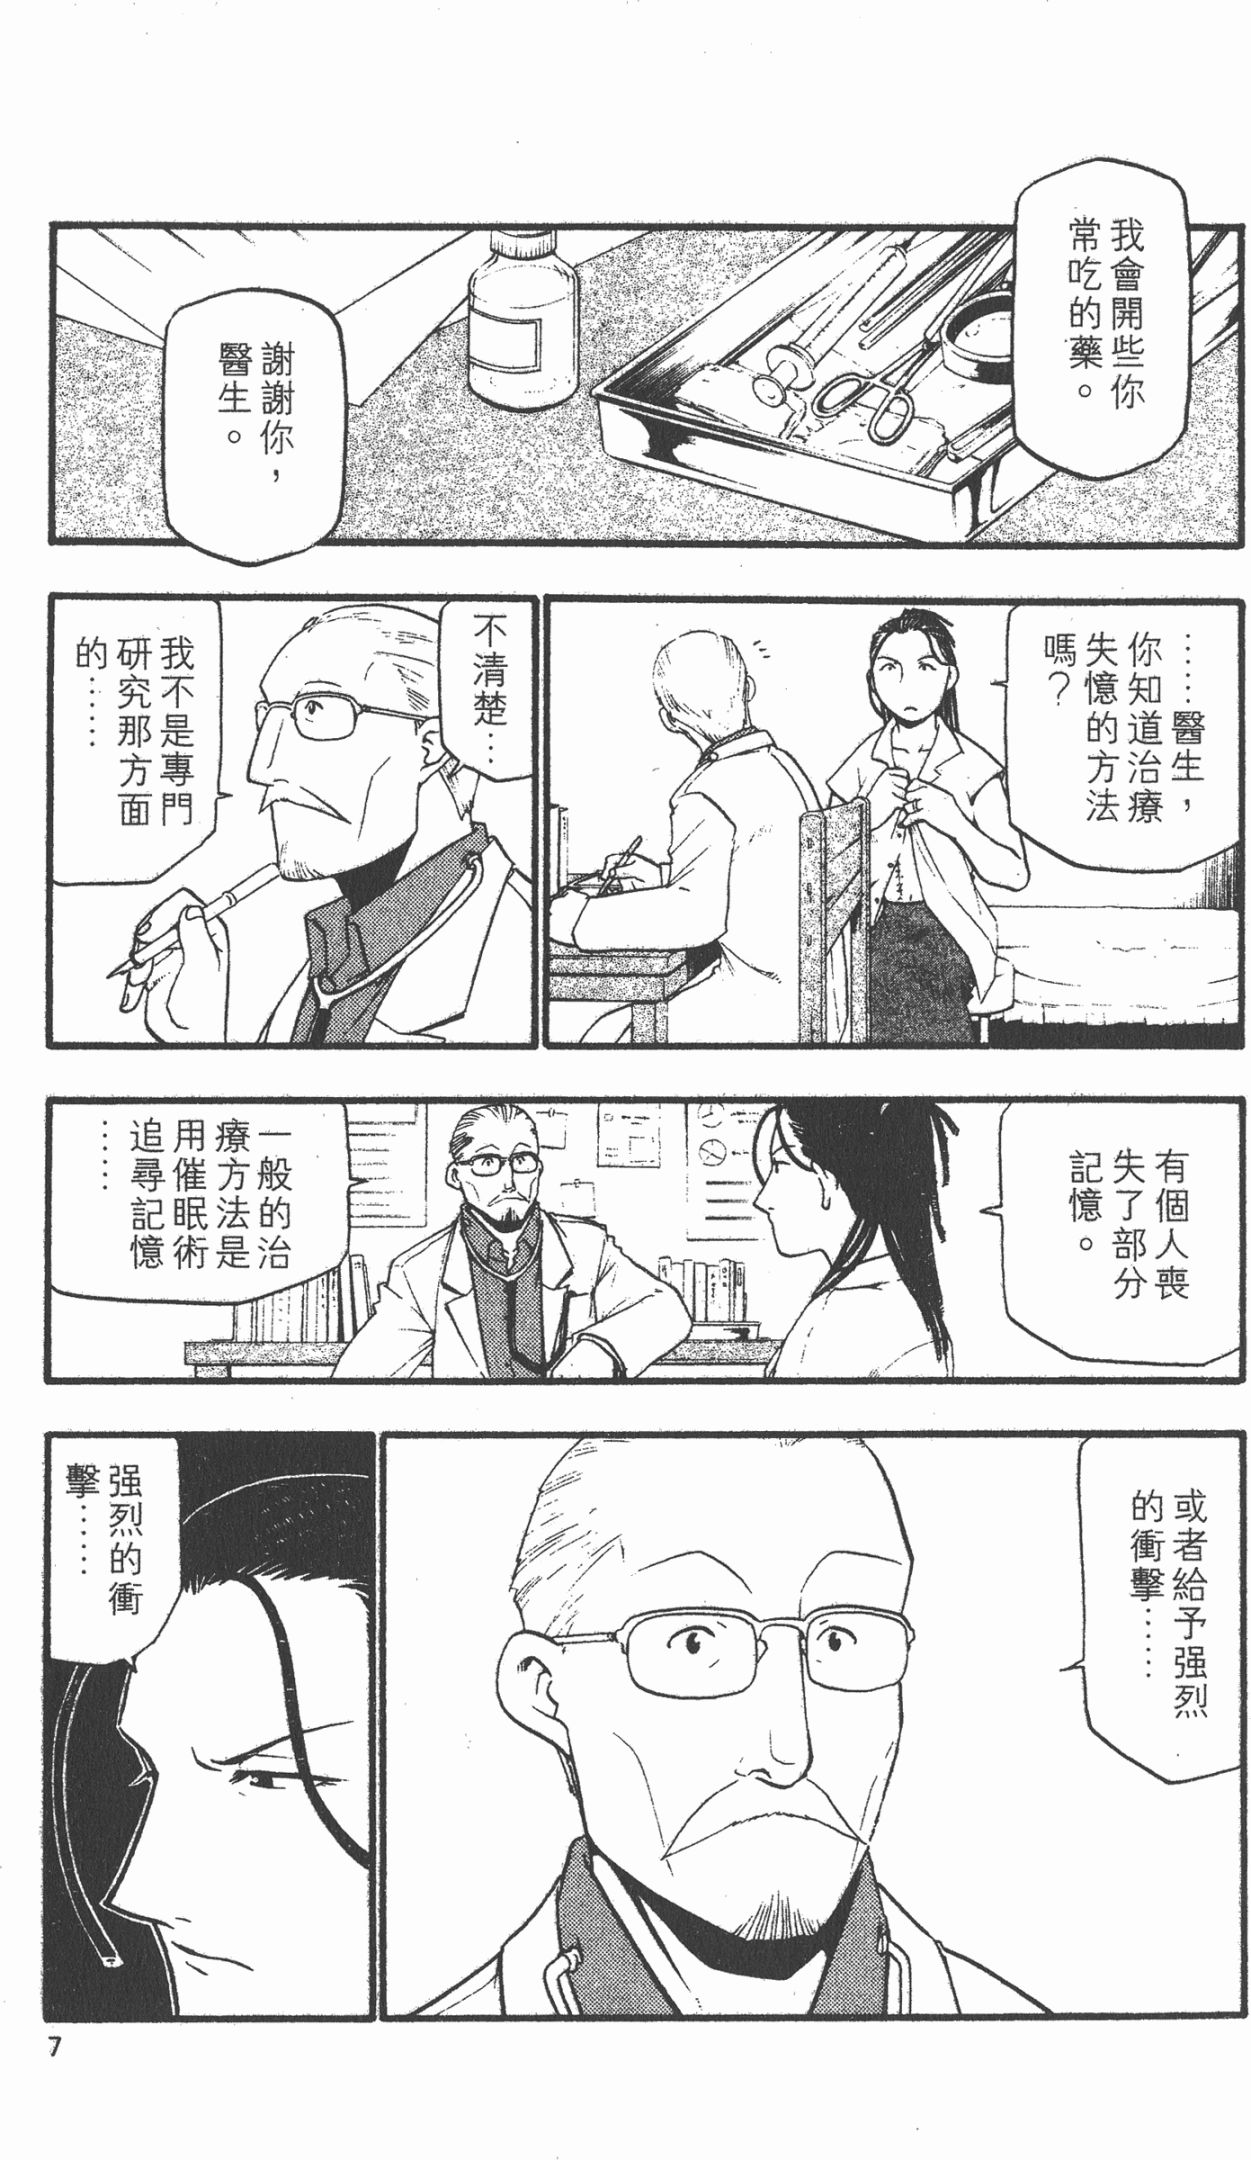 我會開些你
常吃的藥。
謝謝你，
醫生。
……醫生，
你知道治療
失憶的方法
嗎？
不清楚…
我不是專門
研究那方面
的……
有個人喪
失了部分
記憶。
一般的治
療方法是
用催眠術
追尋記憶
……
或者給予强烈
的衝擊……
强烈的衝
擊……
7